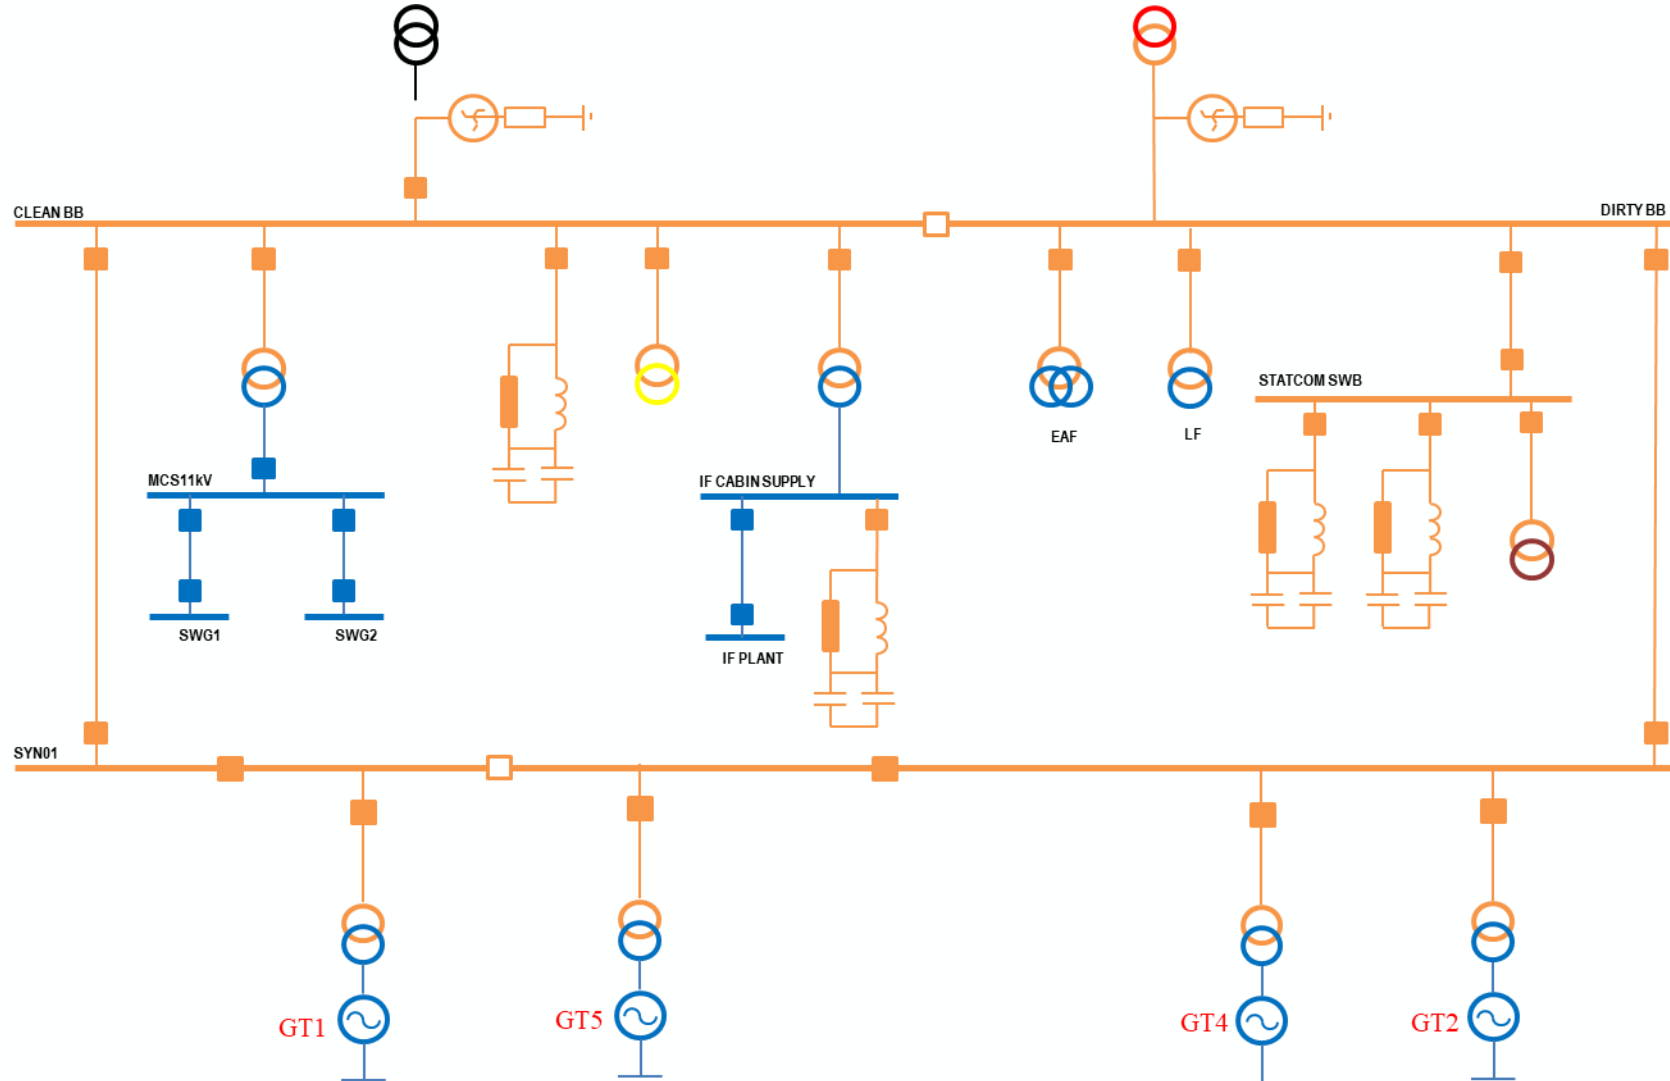 CLEAN BB
DIRTY BB
STATCOM SWB
EAF
LF
MCS11kV
IF CABIN SUPPLY
SWG1
SWG2
IF PLANT
SYN01
GT1
GT5
GT4
GT2